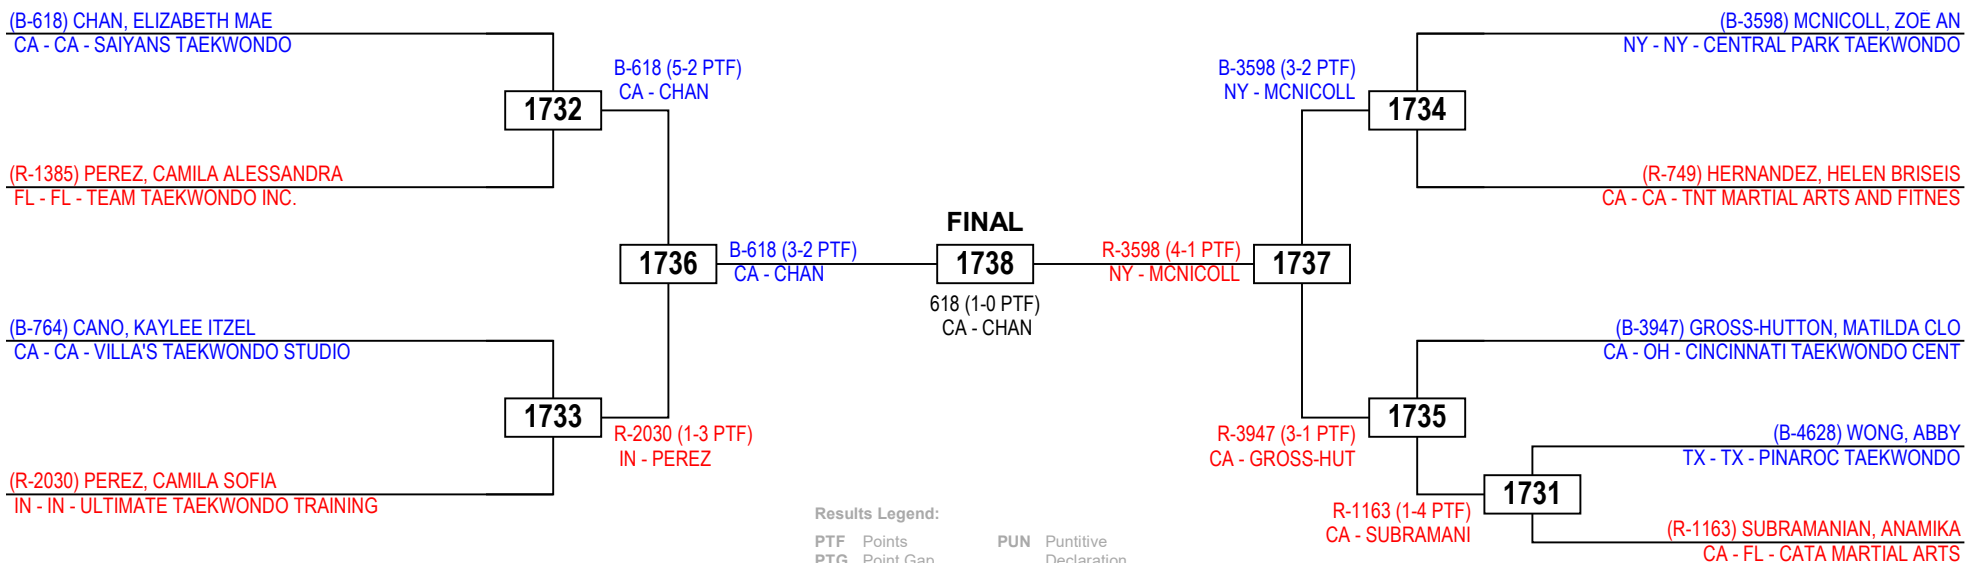 (B-618) CHAN, ELIZABETH MAE
CA - CA - SAIYANS TAEKWONDO
B-618 (5-2 PTF)
CA - CHAN
1732
(R-1385) PEREZ, CAMILA ALESSANDRA
FL - FL - TEAM TAEKWONDO INC.
1736
B-618 (3-2 PTF)
CA - CHAN
(B-764) CANO, KAYLEE ITZEL
CA - CA - VILLA'S TAEKWONDO STUDIO
1733
R-2030 (1-3 PTF)
IN - PEREZ
(R-2030) PEREZ, CAMILA SOFIA
IN - IN - ULTIMATE TAEKWONDO TRAINING
FINAL
1738
618 (1-0 PTF)
CA - CHAN
(B-3598) MCNICOLL, ZOE AN
NY - NY - CENTRAL PARK TAEKWONDO
B-3598 (3-2 PTF)
NY - MCNICOLL
1734
(R-749) HERNANDEZ, HELEN BRISEIS
CA - CA - TNT MARTIAL ARTS AND FITNES
R-3598 (4-1 PTF)
NY - MCNICOLL
1737
(B-3947) GROSS-HUTTON, MATILDA CLO
CA - OH - CINCINNATI TAEKWONDO CENT
1735
R-3947 (3-1 PTF)
CA - GROSS-HUT
(B-4628) WONG, ABBY
TX - TX - PINAROC TAEKWONDO
1731
R-1163 (1-4 PTF)
CA - SUBRAMANI
(R-1163) SUBRAMANIAN, ANAMIKA
CA - FL - CATA MARTIAL ARTS
Results Legend:
PTF Points PUN Puntitive
PTG Point Gap Declaration